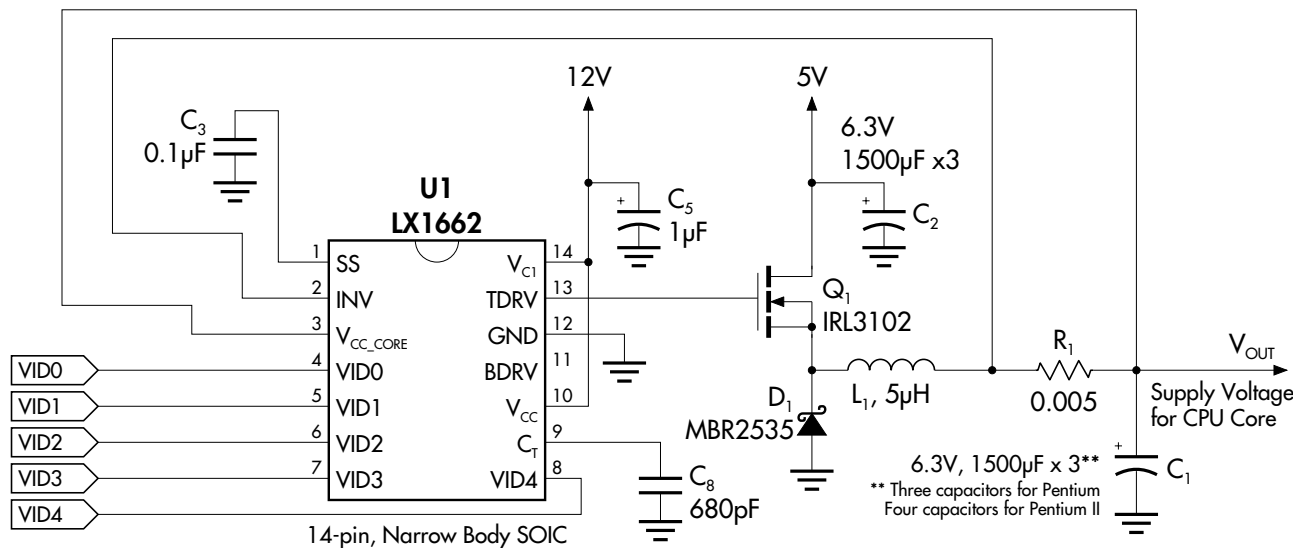 12V
5V
C3
0.1µF
6.3V
1500µF x3
U1
LX1662
+
C5
1µF
+
C2
1
SS
VC1
14
2
INV
TDRV
13
Q1
IRL3102
3
VCC_CORE
GND
12
VID0
4
VID0
BDRV
11
VID1
5
VID1
VCC
10
VID2
6
VID2
CT
9
VID3
7
VID3
VID4
8
VID4
R1
0.005
VOUT
Supply Voltage
for CPU Core
L1, 5µH
D1
MBR2535
C8
680pF
6.3V, 1500µF x 3**
** Three capacitors for Pentium
Four capacitors for Pentium II
+
C1
14-pin, Narrow Body SOIC